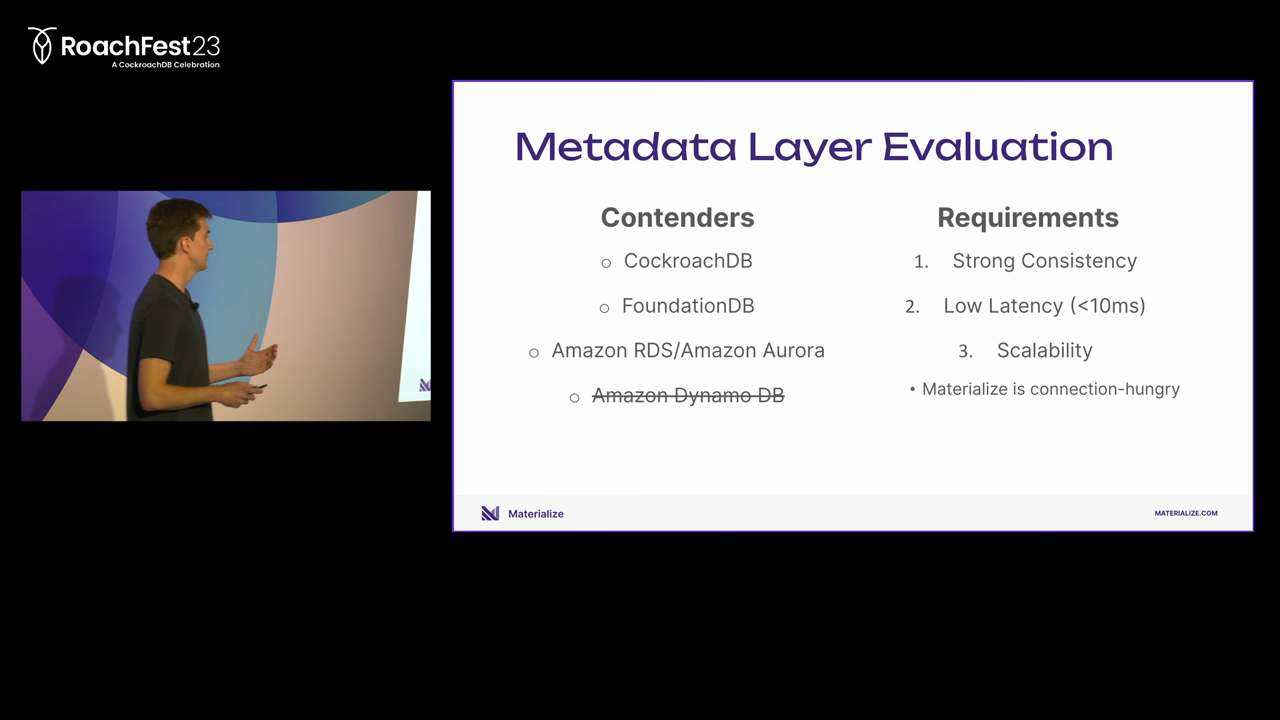 RoachFest23
A CockroachDB Celebration
Metadata Layer Evaluation
Contenders
○ CockroachDB
○ FoundationDB
○ Amazon RDS/Amazon Aurora
○ Amazon Dynamo DB
Requirements
1. Strong Consistency
2. Low Latency (<10ms)
3. Scalability
• Materialize is connection-hungry
Materialize
MATERIALIZE.COM